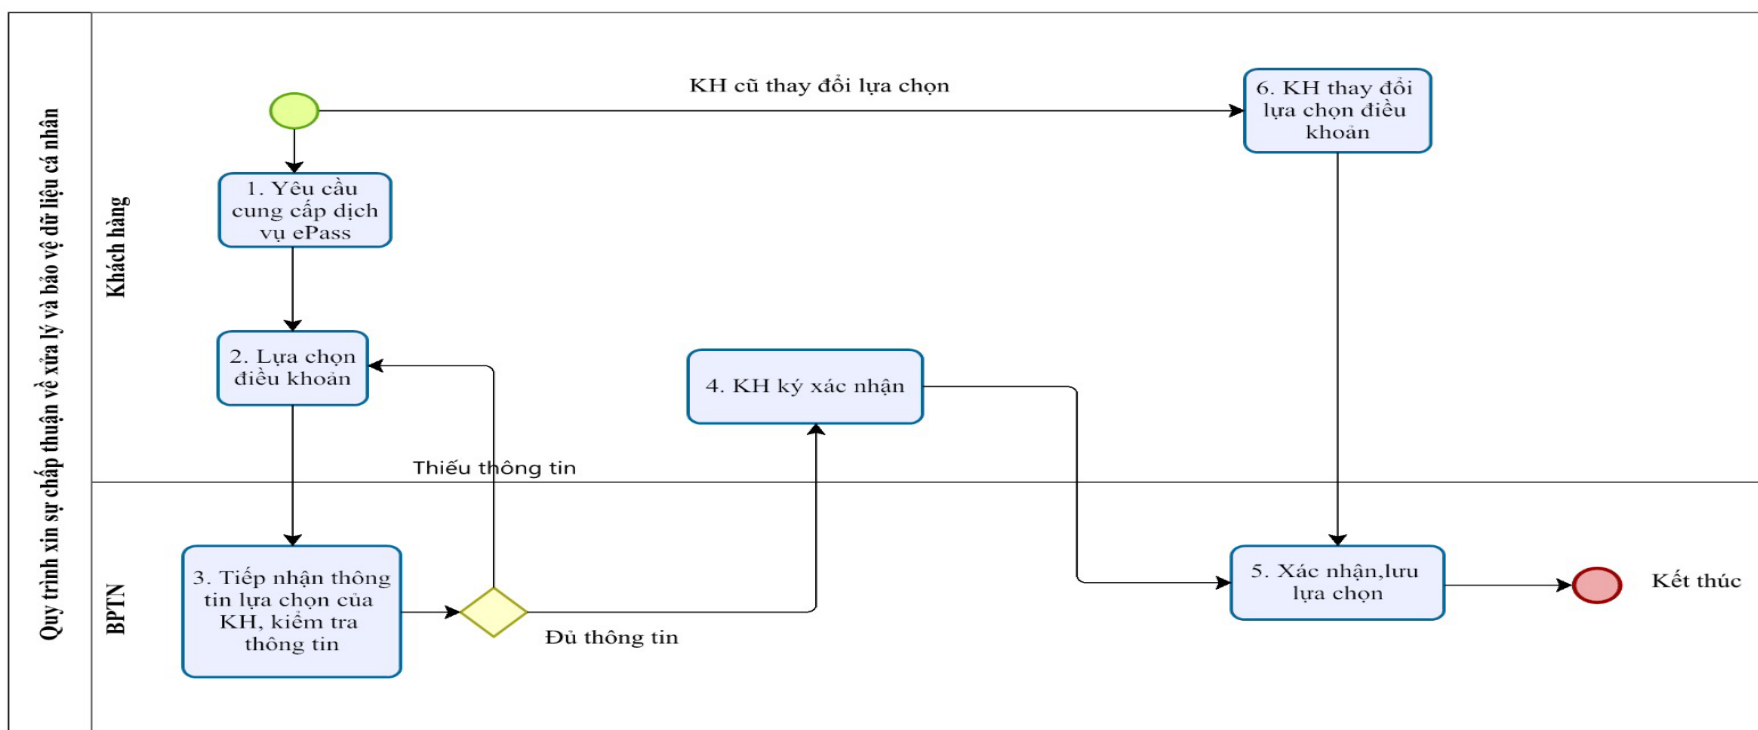 Quy trình xin sự chấp thuận về xửa lý và bảo vệ dữ liệu cá nhân
Khách hàng
KH cũ thay đổi lựa chọn
6. KH thay đổi
lựa chọn điều
khoản
1. Yêu cầu
cung cấp dịch
vụ ePass
2. Lựa chọn
điều khoản
4. KH ký xác nhận
Thiếu thông tin
BPTN
3. Tiếp nhận thông
tin lựa chọn của
KH, kiểm tra
thông tin
Đủ thông tin
5. Xác nhận,lưu
lựa chọn
Kết thúc